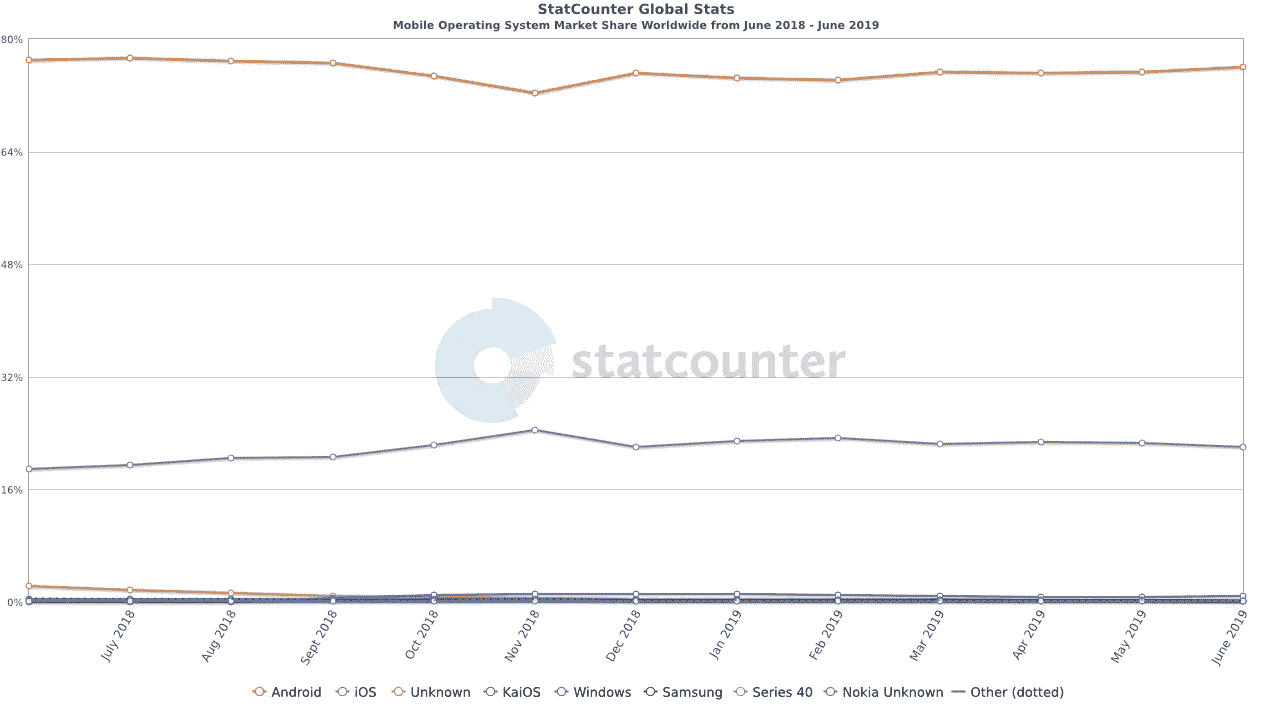 StatCounter Global Stats
Mobile Operating System Market Share Worldwide from June 2018 - June 2019
80%
64%
48%
statcounter
32%
16%
0%
July 2018
Aug 2018
Sept 2018
Oct 2018
Nov 2018
Dec 2018
Jan 2019
Feb 2019
Mar 2019
Apr 2019
May 2019
June 2019
Android iOS Unknown KaiOS Windows Samsung Series 40 Nokia Unknown Other (dotted)